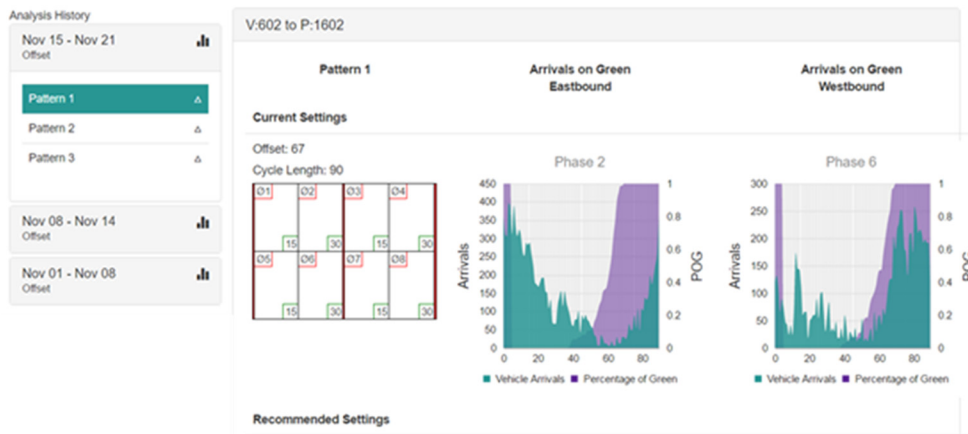 Analysis History
Nov 15 - Nov 21
Offset
Pattern 1
Pattern 2
Pattern 3
Nov 08 - Nov 14
Offset
Nov 01 - Nov 08
Offset
V:602 to P:1602
Pattern 1
Arrivals on Green
Eastbound
Arrivals on Green
Westbound
Current Settings
Offset: 67
Cycle Length: 90
Ø1 Ø2 Ø3 Ø4
15 30 15 30
Ø5 Ø6 Ø7 Ø8
15 30 15 30
Phase 2
450 1
400
350 0.8
300
250 0.6
200
150 0.4
100 0.2
50
0 0
0 20 40 60 80
Arrivals
POG
Vehicle Arrivals Percentage of Green
Phase 6
300 1
250 0.8
200 0.6
150
100 0.4
50 0.2
0 0
0 20 40 60 80
Arrivals
POG
Vehicle Arrivals Percentage of Green
Recommended Settings